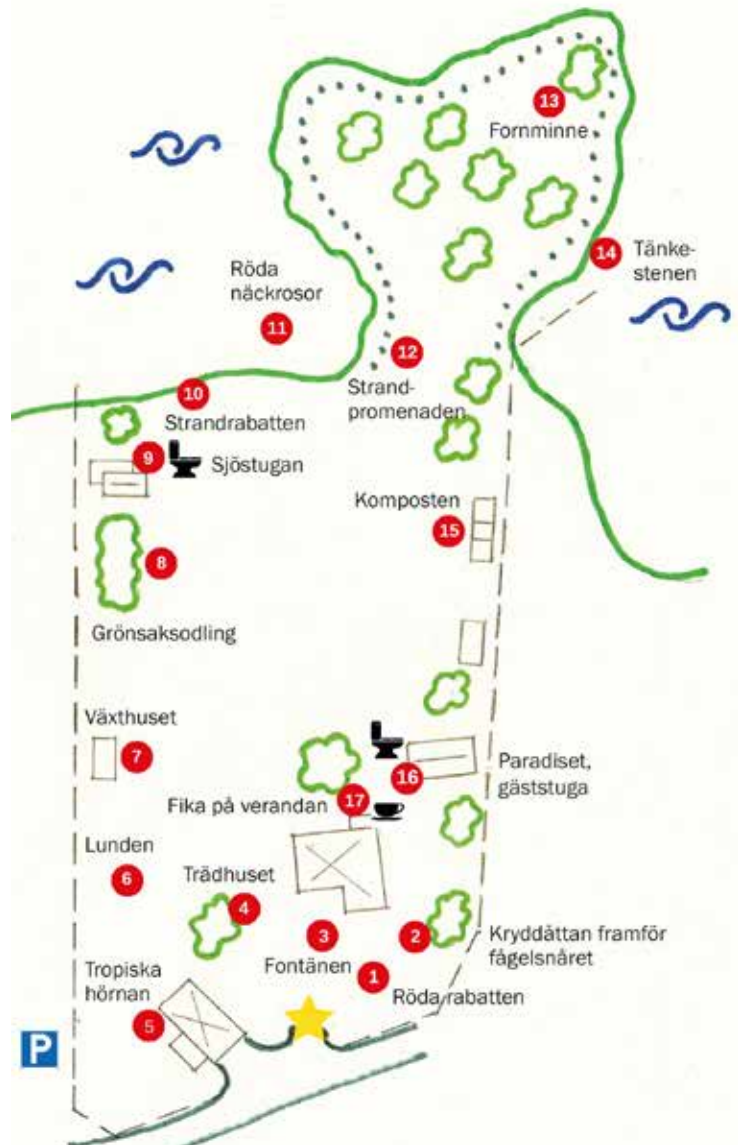 13
Fornminne
14
Tänke-
stenen
Röda
näckrosor
11
12
Strand-
promenaden
10
Strandrabatten
9
Sjöstugan
Komposten
15
8
Grönsaksodling
Växthuset
7
16
Paradiset,
gäststuga
17
Fika på verandan
Lunden
6
Trädhuset
4
3
Fontänen
2
Kryddåttan framför
fågelsnåret
1
Röda rabatten
Tropiska
hörnan
5
P